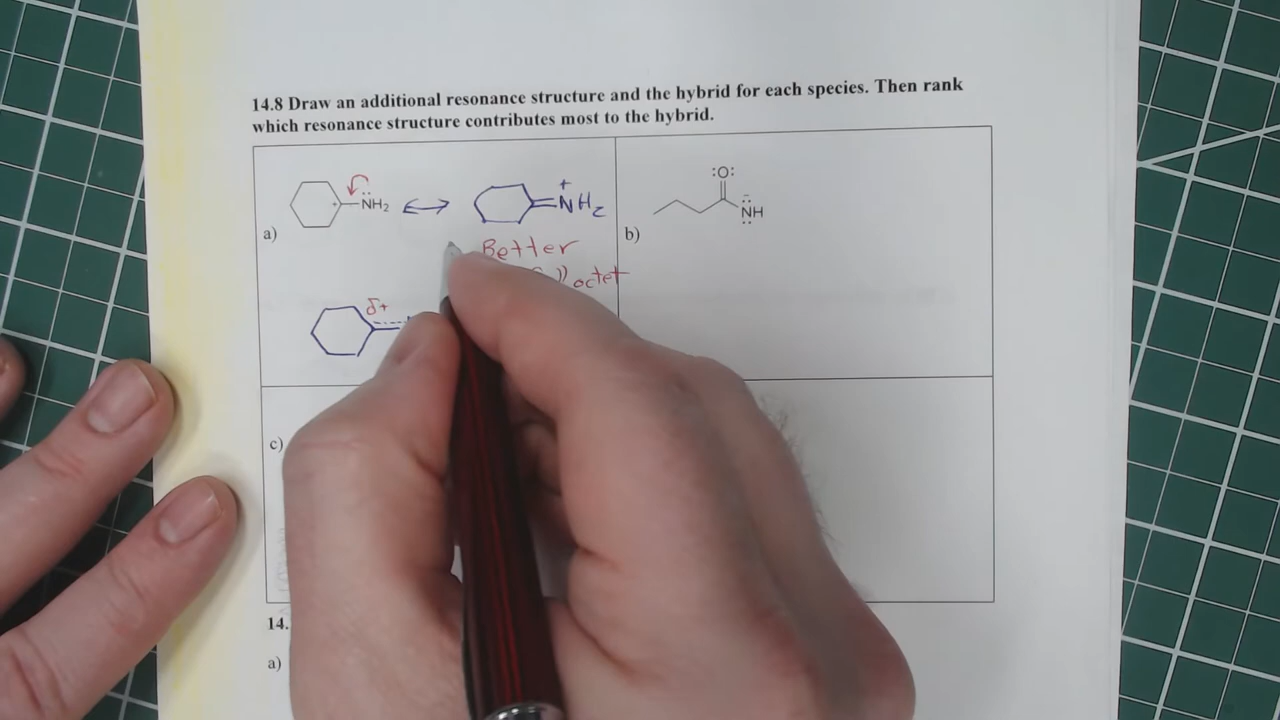 14.8 Draw an additional resonance structure and the hybrid for each species. Then rank
which resonance structure contributes most to the hybrid.
a)
NH₂
+
NH₂
Better
octet
δ+
b)
:O:
NH
c)
14.
a)